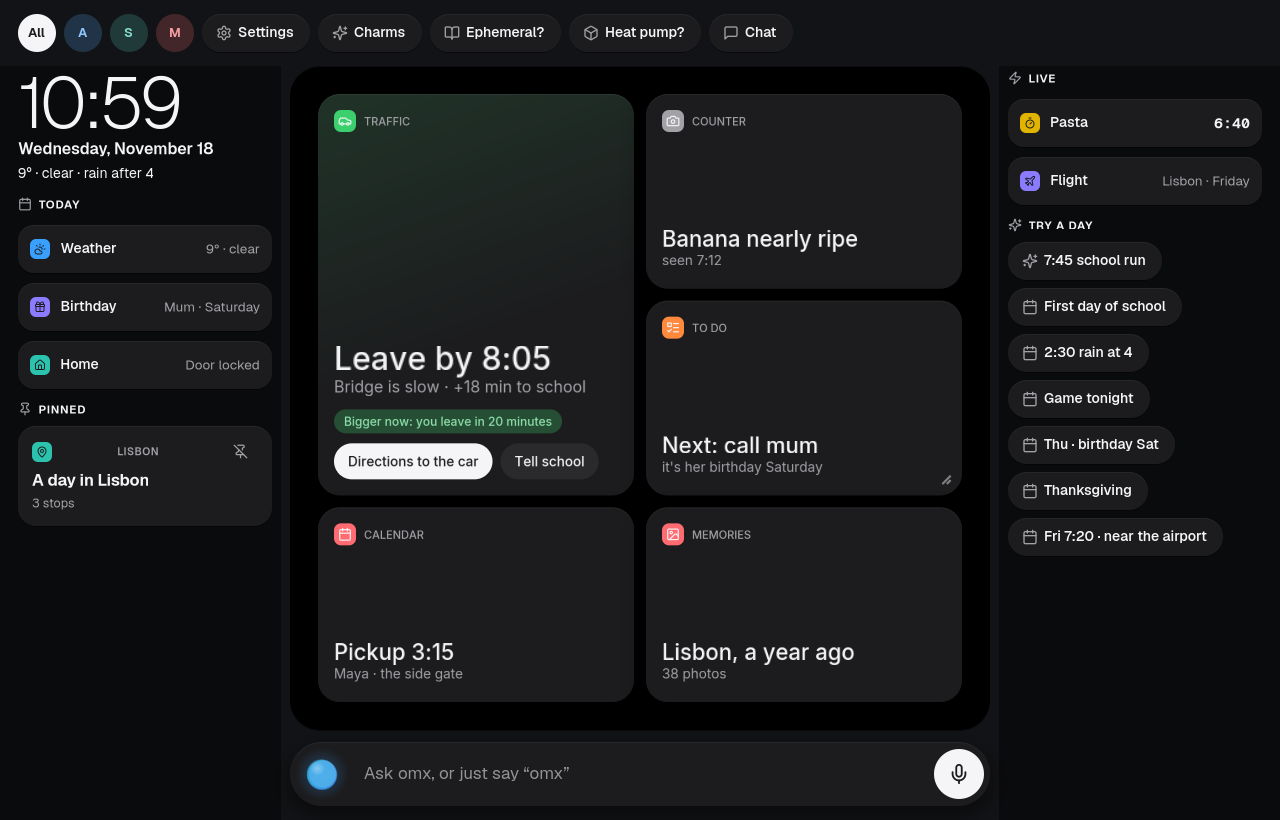 All A S M Settings Charms Ephemeral? Heat pump? Chat
10:59
Wednesday, November 18
9° · clear · rain after 4
TODAY
Weather 9° · clear
Birthday Mum · Saturday
Home Door locked
PINNED
LISBON
A day in Lisbon
3 stops
TRAFFIC
Leave by 8:05
Bridge is slow · +18 min to school
Bigger now: you leave in 20 minutes
Directions to the car Tell school
COUNTER
Banana nearly ripe
seen 7:12
TO DO
Next: call mum
it's her birthday Saturday
CALENDAR
Pickup 3:15
Maya · the side gate
MEMORIES
Lisbon, a year ago
38 photos
Ask omx, or just say “omx”
LIVE
Pasta 6:40
Flight Lisbon · Friday
TRY A DAY
7:45 school run
First day of school
2:30 rain at 4
Game tonight
Thu · birthday Sat
Thanksgiving
Fri 7:20 · near the airport